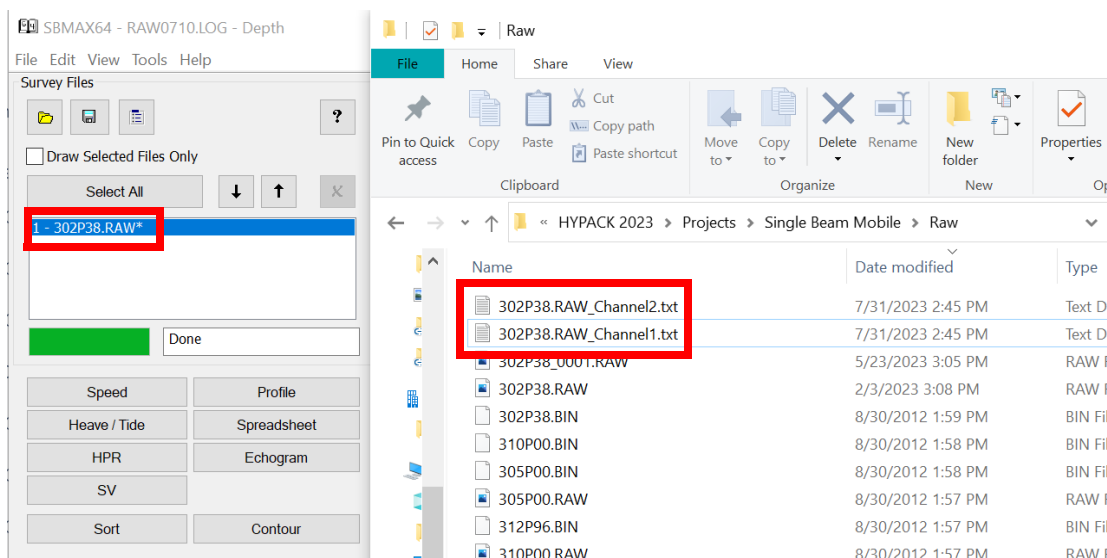 SBMAX64 - RAW0710.LOG - Depth
File Edit View Tools Help
Survey Files
?
Draw Selected Files Only
Select All
X
1 - 302P38.RAW*
Done
Speed Profile
Heave / Tide Spreadsheet
HPR Echogram
SV
Sort Contour
Raw
File Home Share View
Pin to Quick access
Copy
Paste
Cut
Copy path
Paste shortcut
Move to
Copy to
Delete
Rename
New folder
Properties
Clipboard Organize New
« HYPACK 2023 > Projects > Single Beam Mobile > Raw
Name Date modified Type
302P38.RAW_Channel2.txt 7/31/2023 2:45 PM Text D
302P38.RAW_Channel1.txt 7/31/2023 2:45 PM Text D
302P38_0001.RAW 5/23/2023 3:05 PM RAW F
302P38.RAW 2/3/2023 3:08 PM RAW F
302P38.BIN 8/30/2012 1:59 PM BIN Fil
310P00.BIN 8/30/2012 1:58 PM BIN Fil
305P00.BIN 8/30/2012 1:58 PM BIN Fil
305P00.RAW 8/30/2012 1:57 PM RAW F
312P96.BIN 8/30/2012 1:57 PM BIN Fil
310P00.RAW 8/30/2012 1:57 PM RAW F